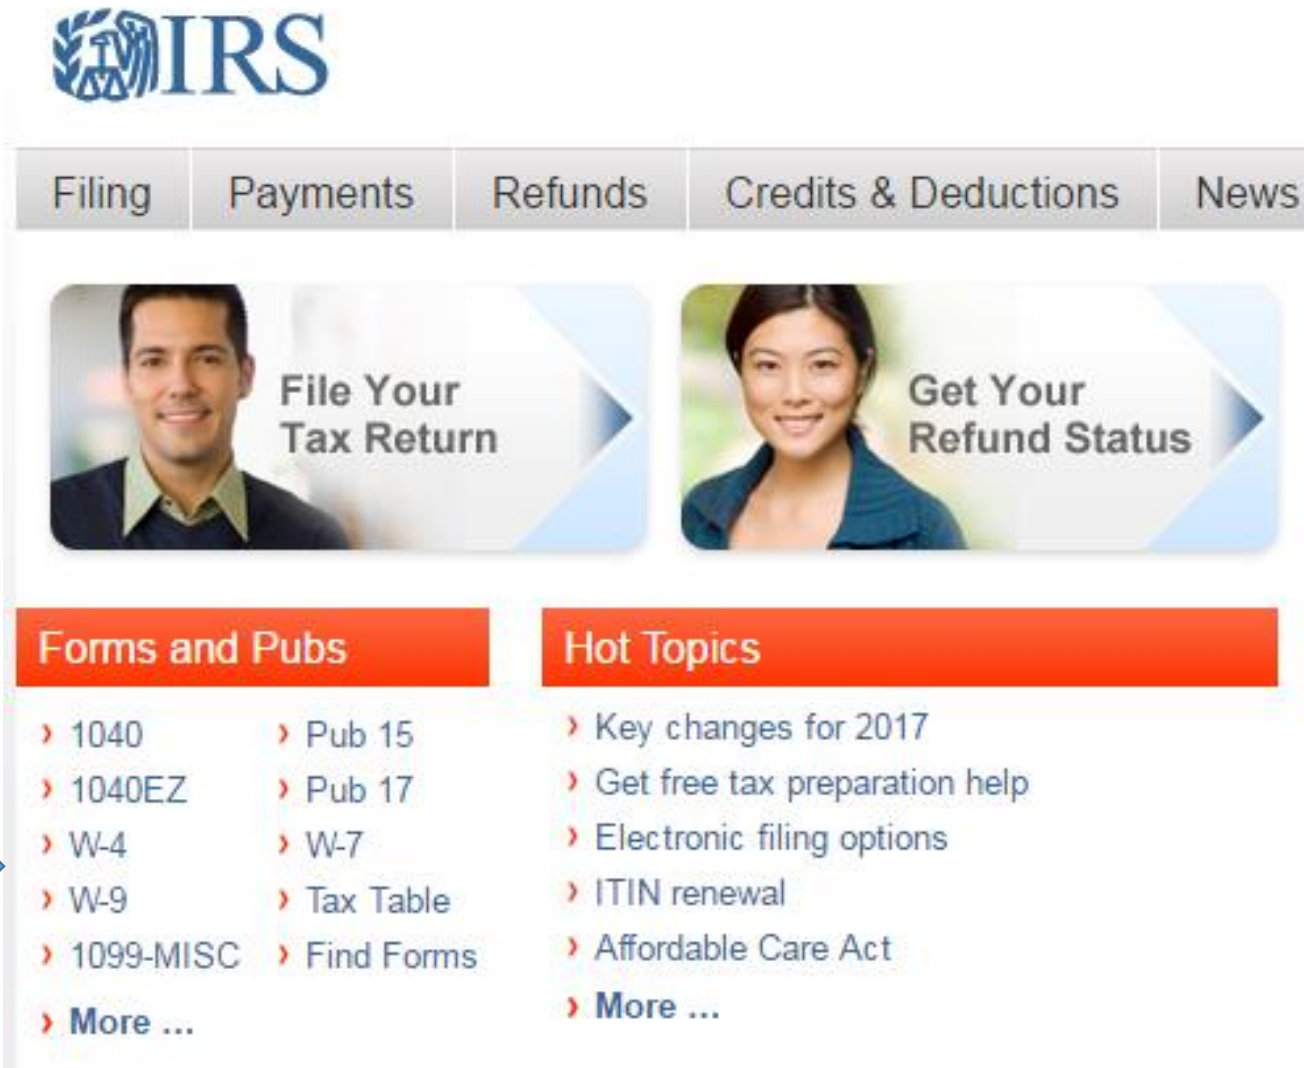 IRS
Filing
Payments
Refunds
Credits & Deductions
News
File Your
Tax Return
Get Your
Refund Status
Forms and Pubs
1040
1040EZ
W-4
W-9
1099-MISC
More ...
Pub 15
Pub 17
W-7
Tax Table
Find Forms
Hot Topics
Key changes for 2017
Get free tax preparation help
Electronic filing options
ITIN renewal
Affordable Care Act
More ...